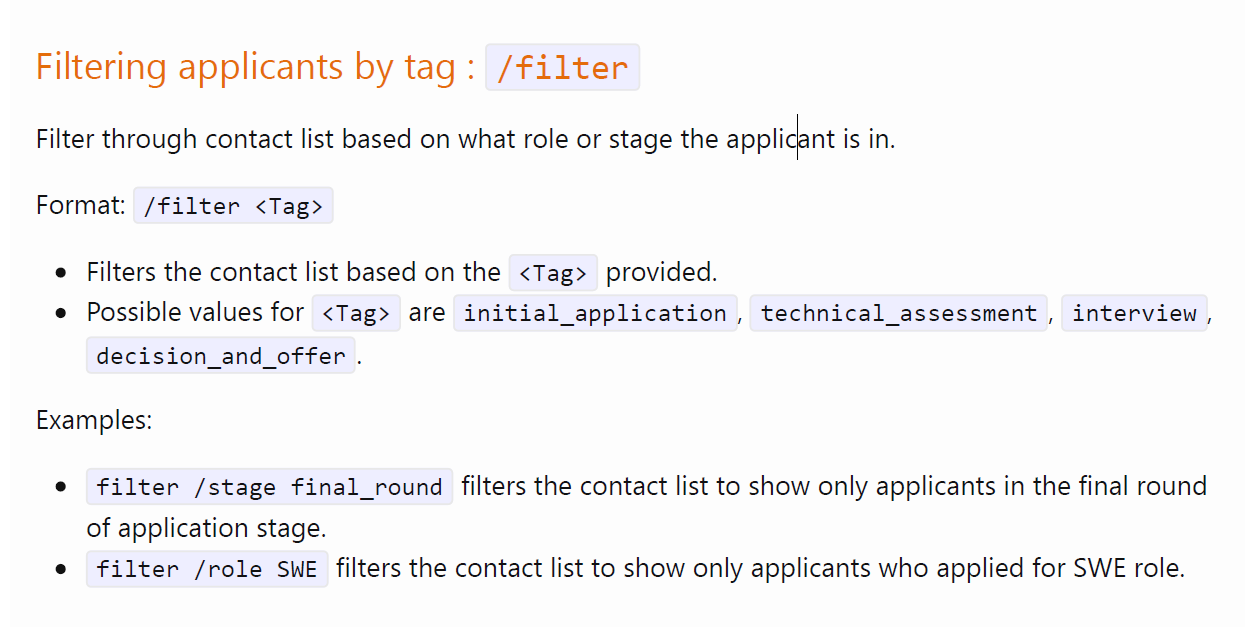 Filtering applicants by tag : /filter
Filter through contact list based on what role or stage the applicant is in.
Format: /filter <Tag>
Filters the contact list based on the <Tag> provided.
Possible values for <Tag> are initial_application, technical_assessment, interview,
decision_and_offer.
Examples:
filter /stage final_round filters the contact list to show only applicants in the final round
of application stage.
filter /role SWE filters the contact list to show only applicants who applied for SWE role.